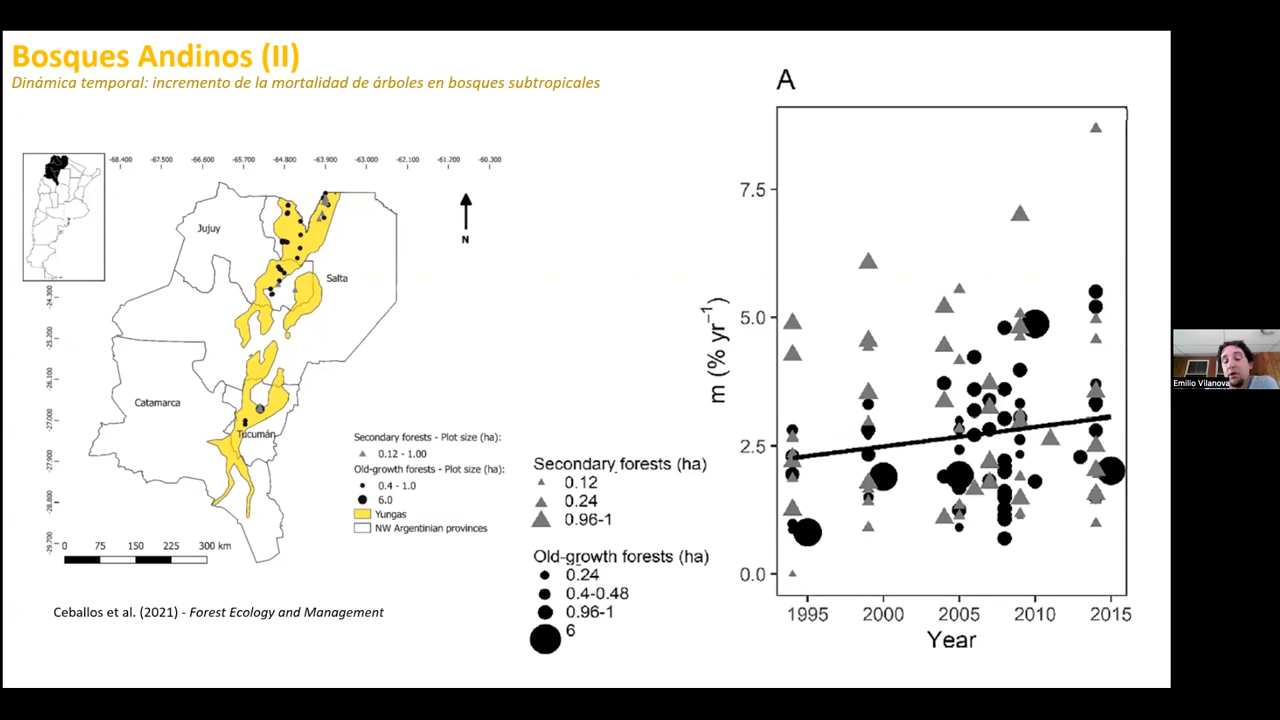 Bosques Andinos (II)
Dinámica temporal: incremento de la mortalidad de árboles en bosques subtropicales
-68.400 -67.500 -66.600 -65.700 -64.800 -63.900 -63.000 -62.100 -61.200 -60.300
N
Jujuy
Salta
Catamarca
Tucumán
-24.300
-25.200
-26.100
-27.000
-27.900
-28.800
-29.700
Secondary forests - Plot size (ha):
0.12 - 1.00
Old-growth forests - Plot size (ha):
0.4 - 1.0
6.0
Yungas
NW Argentinian provinces
0 75 150 225 300 km
Ceballos et al. (2021) - Forest Ecology and Management
Secondary forests (ha)
0.12
0.24
0.96-1
Old-growth forests (ha)
0.24
0.4-0.48
0.96-1
6
A
m (% yr⁻¹)
7.5
5.0
2.5
0.0
1995 2000 2005 2010 2015
Year
Emilio Vilanova